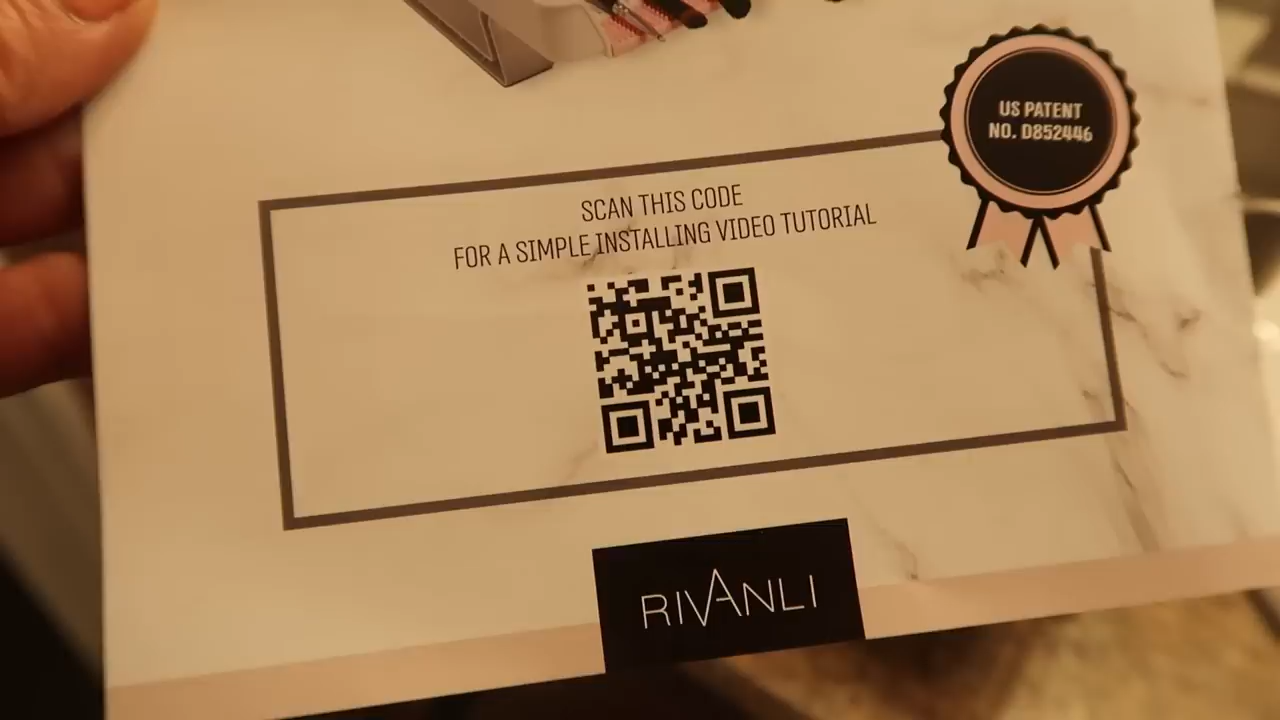 US PATENT
NO. D852446
SCAN THIS CODE
FOR A SIMPLE INSTALLING VIDEO TUTORIAL
RIVANLI